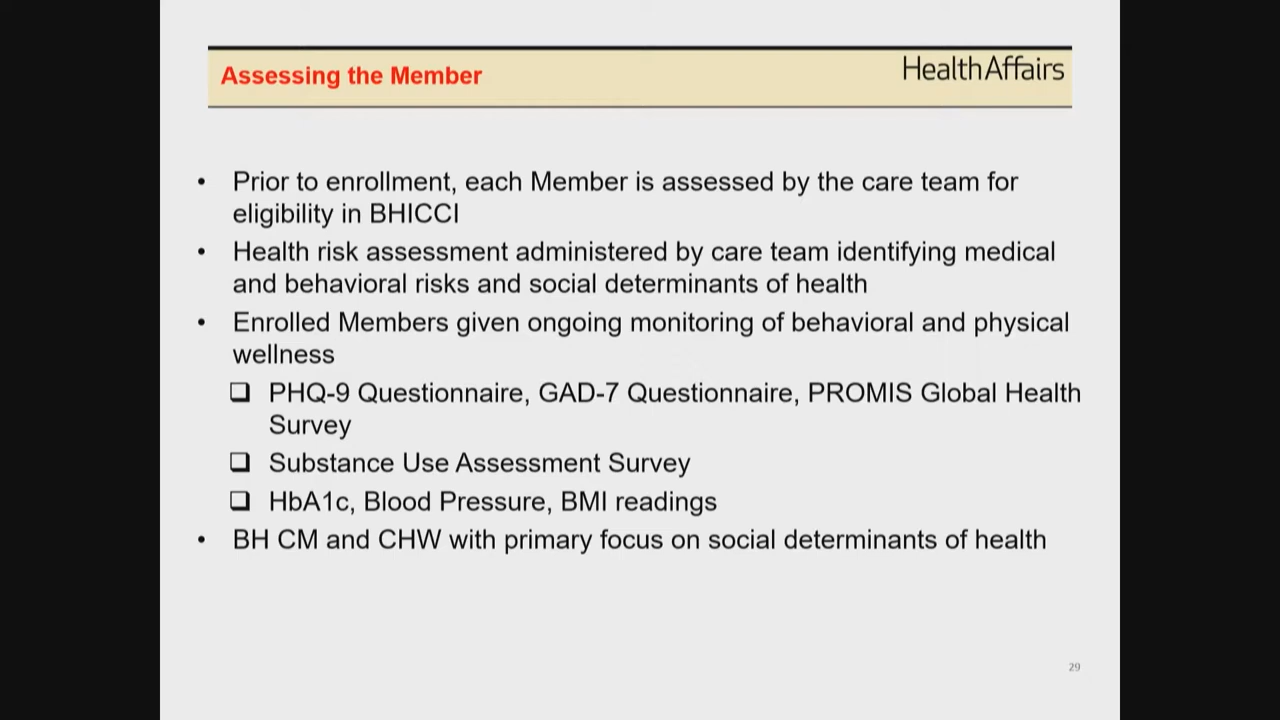 Assessing the Member
HealthAffairs
• Prior to enrollment, each Member is assessed by the care team for
eligibility in BHICCI
• Health risk assessment administered by care team identifying medical
and behavioral risks and social determinants of health
• Enrolled Members given ongoing monitoring of behavioral and physical
wellness
❑ PHQ-9 Questionnaire, GAD-7 Questionnaire, PROMIS Global Health
Survey
❑ Substance Use Assessment Survey
❑ HbA1c, Blood Pressure, BMI readings
• BH CM and CHW with primary focus on social determinants of health
29